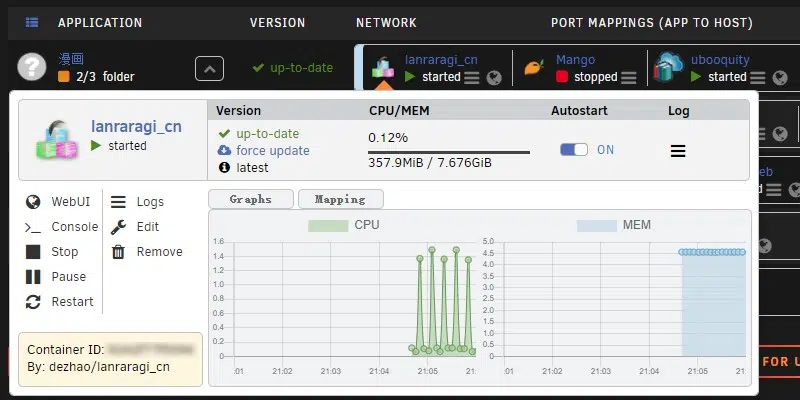 APPLICATION VERSION NETWORK PORT MAPPINGS (APP TO HOST)
漫画
2/3 folder
up-to-date
lanraragi_cn
started
Mango
stopped
ubooquity
started
lanraragi_cn
started
Version CPU/MEM Autostart Log
up-to-date
force update
latest
0.12%
357.9MiB / 7.676GiB
ON
WebUI
Console
Stop
Pause
Restart
Logs
Edit
Remove
Graphs Mapping
CPU
1.6
1.4
1.2
1.0
0.8
0.6
0.4
0.2
0
:01 21:02 21:03 21:04 21:05 21
MEM
5.0
4.5
4.0
3.5
3.0
2.5
2.0
1.5
1.0
0.5
0
:01 21:02 21:03 21:04 21:05 21
Container ID:
By: dezhao/lanraragi_cn
eb
d
FOR U